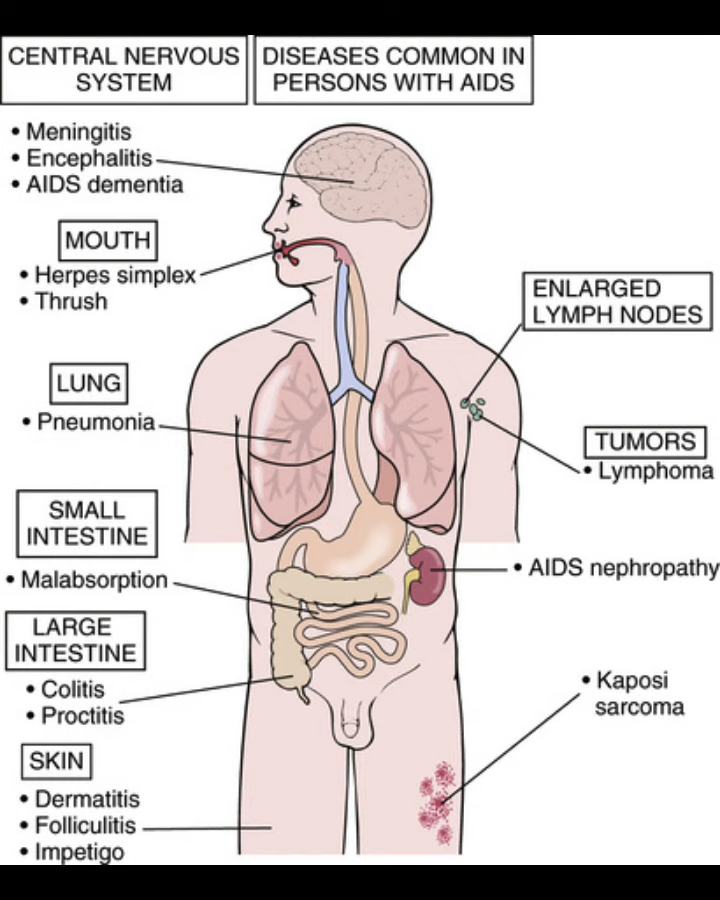 CENTRAL NERVOUS
SYSTEM
DISEASES COMMON IN
PERSONS WITH AIDS
• Meningitis
• Encephalitis
• AIDS dementia
MOUTH
• Herpes simplex
• Thrush
ENLARGED
LYMPH NODES
LUNG
• Pneumonia
TUMORS
• Lymphoma
SMALL
INTESTINE
• Malabsorption
• AIDS nephropathy
LARGE
INTESTINE
• Colitis
• Proctitis
• Kaposi
sarcoma
SKIN
• Dermatitis
• Folliculitis
• Impetigo